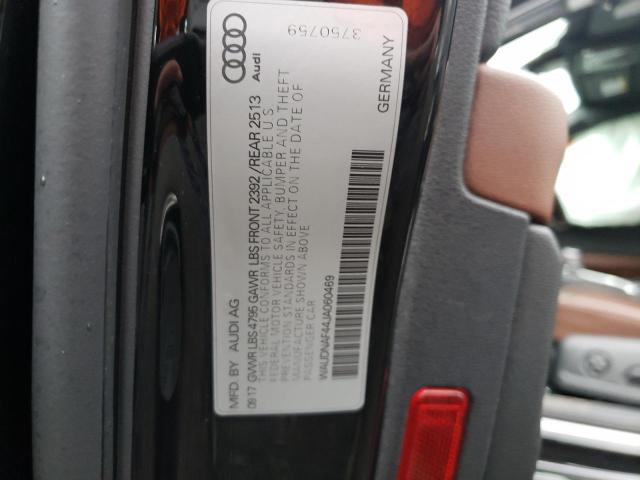 MFD. BY AUDI AG
09 17 GVWR LBS 4795 GAWR LBS FRONT 2392 / REAR 2513
THIS VEHICLE CONFORMS TO ALL APPLICABLE U S
FEDERAL MOTOR VEHICLE SAFETY, BUMPER AND THEFT
PREVENTION STANDARDS IN EFFECT ON THE DATE OF
MANUFACTURE SHOWN ABOVE
PASSENGER CAR
WAUDNAF44JA060469
Audi
GERMANY
3750759